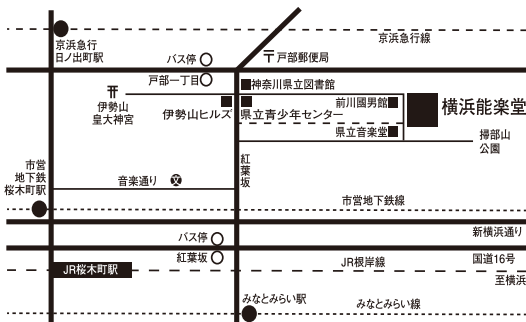 京浜急行線
京浜急行
日ノ出町駅
バス停
戸部郵便局
戸部一丁目
神奈川県立図書館
伊勢山
皇大神宮
伊勢山ヒルズ
県立青少年センター
前川國男館
横浜能楽堂
県立音楽堂
掃部山
公園
紅葉坂
市営
地下鉄
桜木町駅
音楽通り
文
市営地下鉄線
新横浜通り
バス停
紅葉坂
国道16号
JR根岸線
JR桜木町駅
至横浜
みなとみらい駅
みなとみらい線